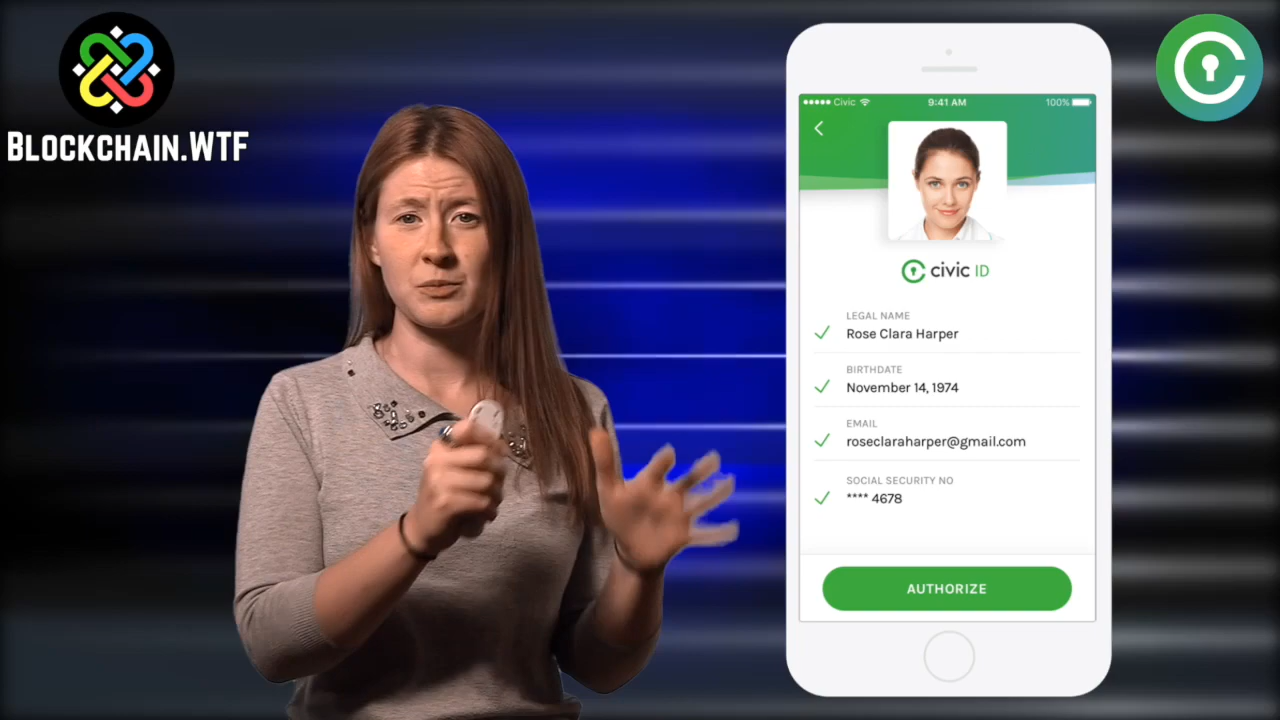 BLOCKCHAIN.WTF
Civic
9:41 AM
100%
civic ID
LEGAL NAME
Rose Clara Harper
BIRTHDATE
November 14, 1974
EMAIL
roseclaraharper@gmail.com
SOCIAL SECURITY NO
**** 4678
AUTHORIZE